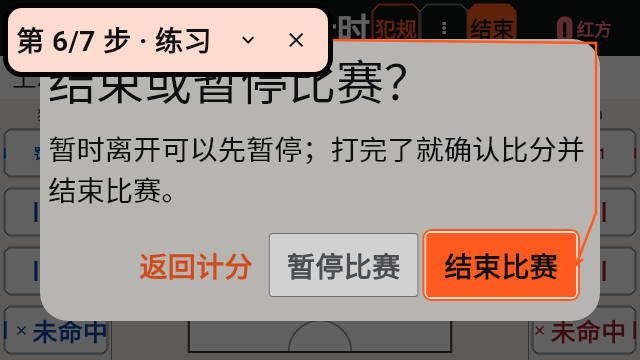 第 6/7 步 · 练习
时
犯规
结束
0 红方
结束或暂停比赛？
暂时离开可以先暂停；打完了就确认比分并
结束比赛。
返回计分
暂停比赛
结束比赛
× 未命中
× 未命中